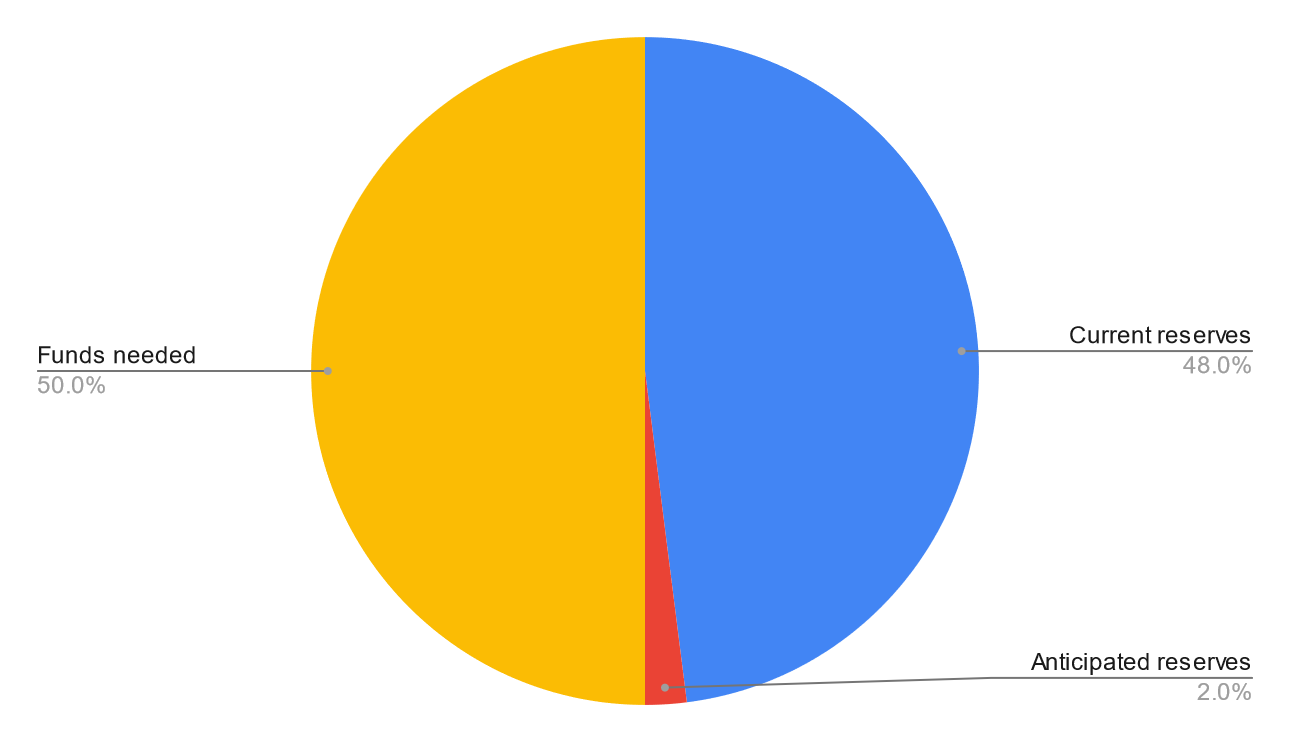 Funds needed
50.0%
Current reserves
48.0%
Anticipated reserves
2.0%